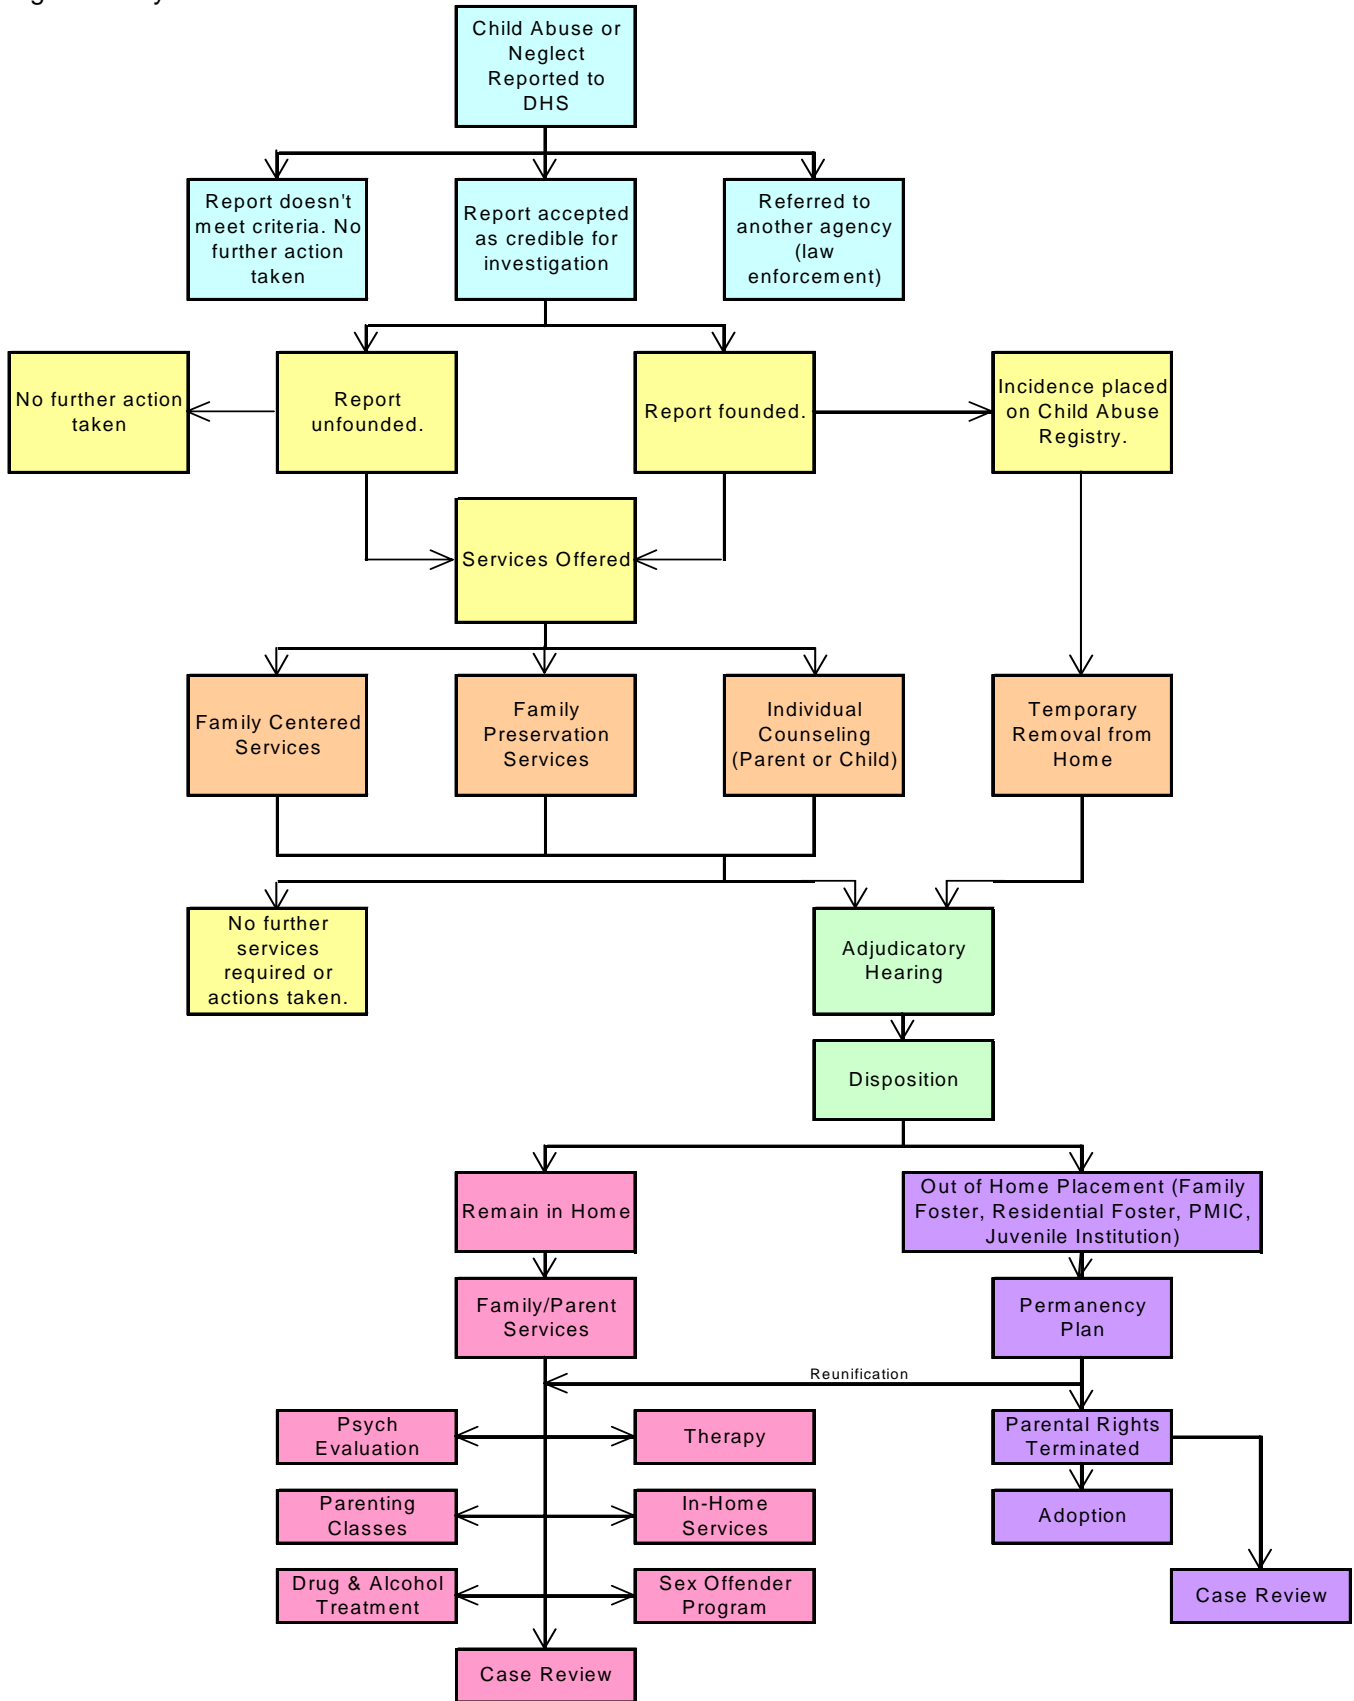 Child Abuse or
Neglect
Reported to
DHS
Report doesn't
meet criteria. No
further action
taken
Report accepted
as credible for
investigation
Referred to
another agency
(law
enforcement)
No further action
taken
Report
unfounded.
Report founded.
Incidence placed
on Child Abuse
Registry.
Services Offered
Family Centered
Services
Family
Preservation
Services
Individual
Counseling
(Parent or Child)
Temporary
Removal from
Home
No further
services
required or
actions taken.
Adjudicatory
Hearing
Disposition
Remain in Home
Out of Home Placement (Family
Foster, Residential Foster, PMIC,
Juvenile Institution)
Family/Parent
Services
Permanency
Plan
Reunification
Psych
Evaluation
Therapy
Parental Rights
Terminated
Parenting
Classes
In-Home
Services
Adoption
Drug & Alcohol
Treatment
Sex Offender
Program
Case Review
Case Review